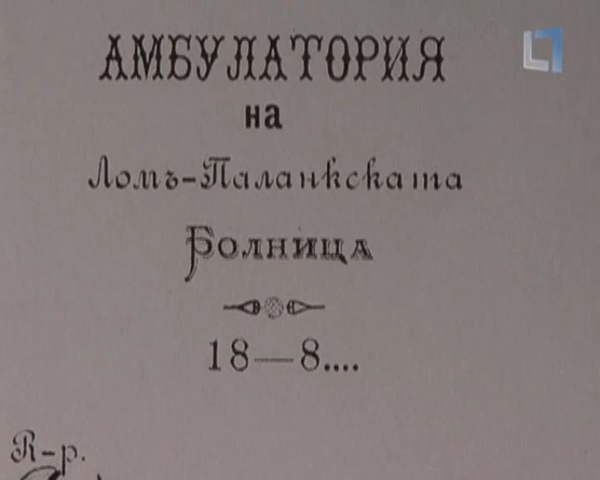 АМБУЛАТОРИЯ
на
Ломъ-Паланкската
Болница
18—8....
R-р.